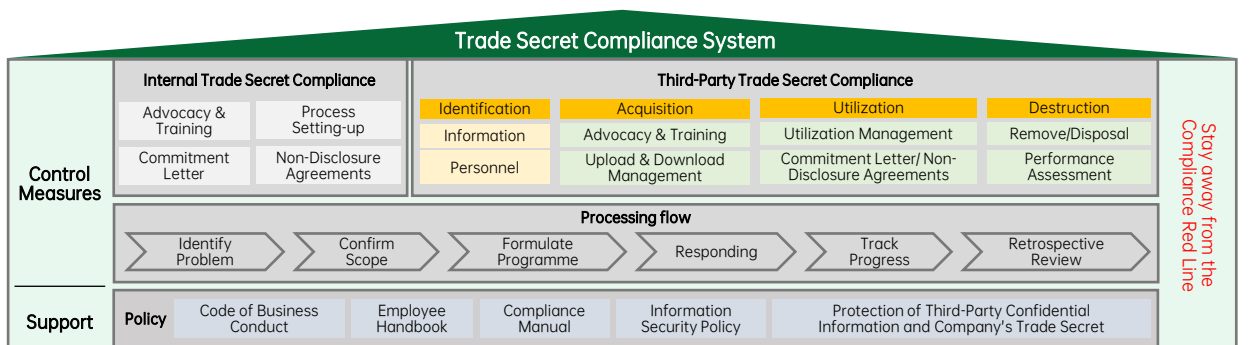 Trade Secret Compliance System
Control
Measures
Internal Trade Secret Compliance
Advocacy &
Training
Process
Setting-up
Commitment
Letter
Non-Disclosure
Agreements
Third-Party Trade Secret Compliance
Identification
Information
Personnel
Acquisition
Advocacy & Training
Upload & Download
Management
Utilization
Utilization Management
Commitment Letter/ Non-
Disclosure Agreements
Destruction
Remove/Disposal
Performance
Assessment
Processing flow
Identify
Problem
Confirm
Scope
Formulate
Programme
Responding
Track
Progress
Retrospective
Review
Support
Policy
Code of Business
Conduct
Employee
Handbook
Compliance
Manual
Information
Security Policy
Protection of Third-Party Confidential
Information and Company's Trade Secret
Stay away from the
Compliance Red Line